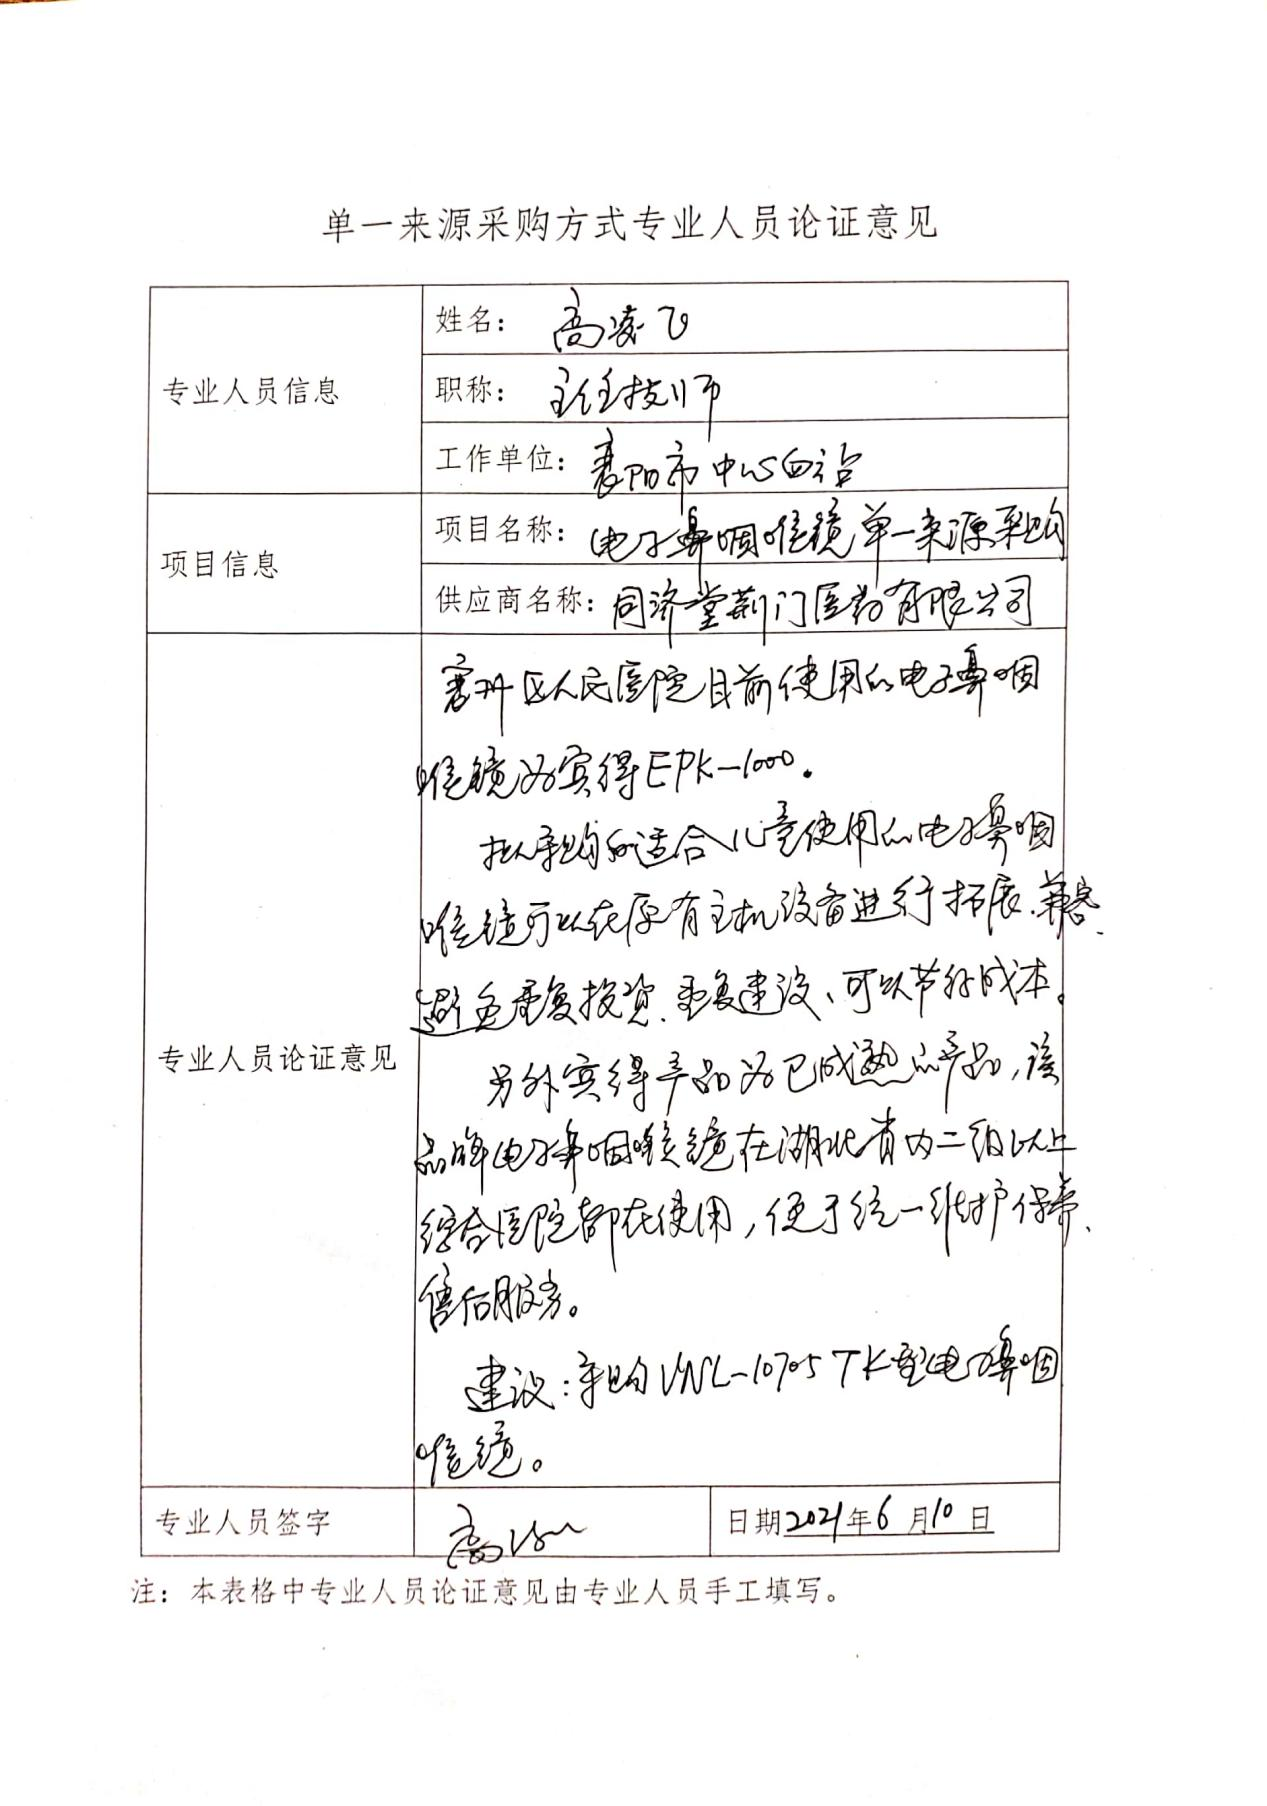 单一来源采购方式专业人员论证意见
专业人员信息
姓名： 高凌飞
职称： 主任技师
工作单位： 襄阳市中心血站
项目信息
项目名称： 电子鼻咽喉镜单一来源采购
供应商名称： 同济堂荆门医药有限公司
专业人员论证意见
襄州区人民医院目前使用的电子鼻咽
喉镜为宾得EPK-1000。
拟采购的适合儿童使用的电子鼻咽
喉镜可以在原有主机设备进行拓展、兼容、
避免重复投资、重复建设、可以节约成本。
另外宾得产品为已成熟的产品，该
品牌电子鼻咽喉镜在湖北省内二级以上
综合医院都在使用，便于统一维护保养、
售后服务。
建议：采购VNL-1070STK型电子鼻咽
喉镜。
专业人员签字
日期2021年6月10日
注：本表格中专业人员论证意见由专业人员手工填写。